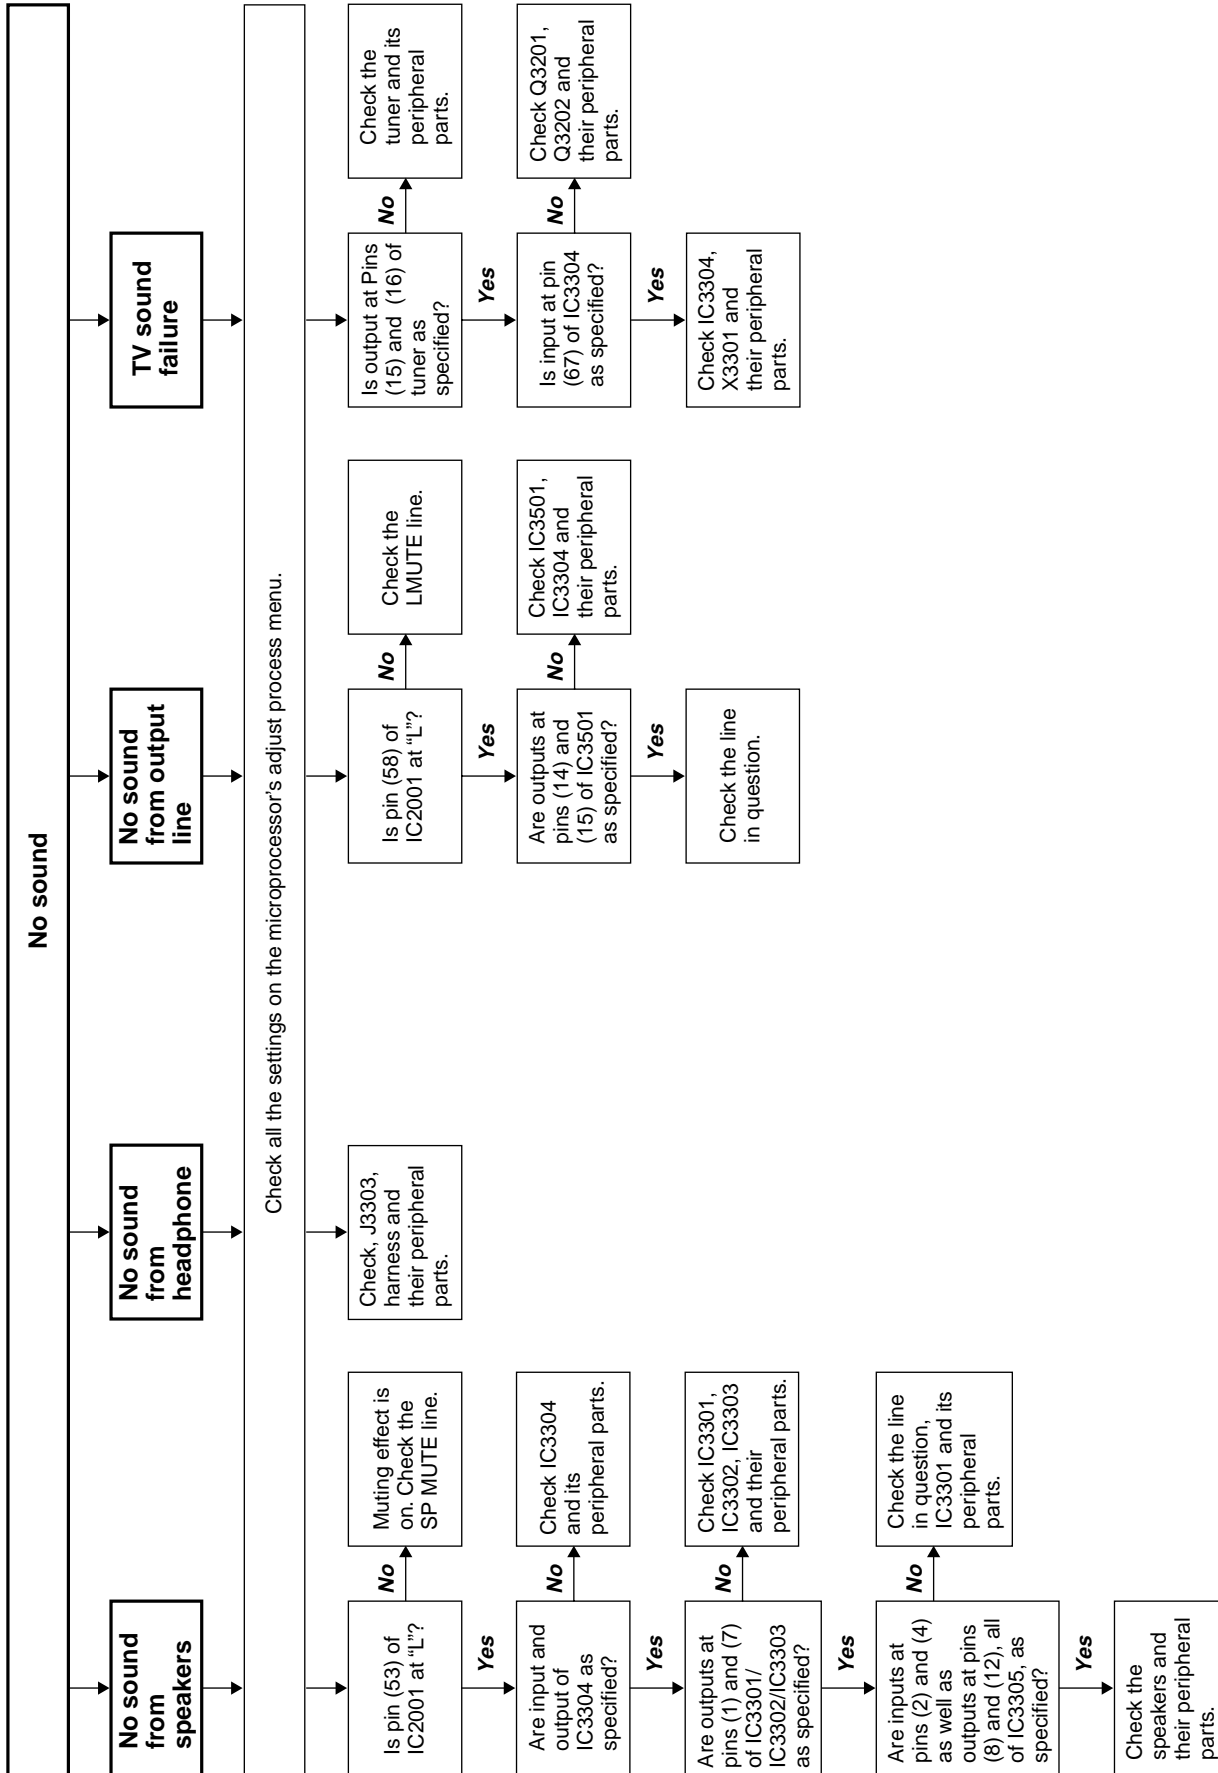 No sound
No sound
from
speakers
No sound
from
headphone
No sound
from output
line
TV sound
failure
Check all the settings on the microprocessor's adjust process menu.
Is pin (53) of
IC2001 at “L”?
No
Muting effect is
on. Check the
SP MUTE line.
Yes
Are input and
output of
IC3304 as
specified?
No
Check IC3304
and its
peripheral parts.
Yes
Are outputs at
pins (1) and (7)
of IC3301/
IC3302/IC3303
as specified?
No
Check IC3301,
IC3302, IC3303
and their
peripheral parts.
Yes
Are inputs at
pins (2) and (4)
as well as
outputs at pins
(8) and (12), all
of IC3305, as
specified?
No
Check the line
in question,
IC3301 and its
peripheral
parts.
Yes
Check the
speakers and
their peripheral
parts.
Check, J3303,
harness and
their peripheral
parts.
Is pin (58) of
IC2001 at “L”?
No
Check the
LMUTE line.
Yes
Are outputs at
pins (14) and
(15) of IC3501
as specified?
No
Check IC3501,
IC3304 and
their peripheral
parts.
Yes
Check the line
in question.
Is output at Pins
(15) and (16) of
tuner as
specified?
No
Check the
tuner and its
peripheral
parts.
Yes
Is input at pin
(67) of IC3304
as specified?
No
Check Q3201,
Q3202 and
their peripheral
parts.
Yes
Check IC3304,
X3301 and
their peripheral
parts.